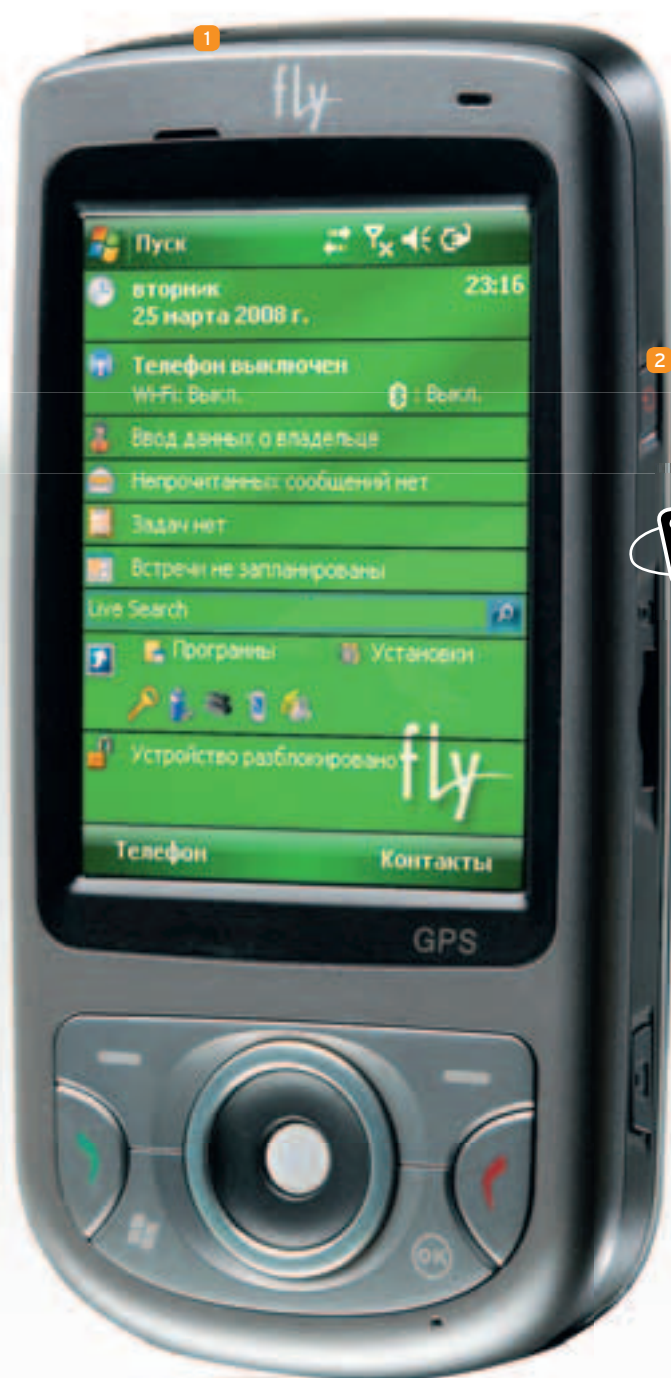 1
fly
Пуск
вторник 23:16
25 марта 2008 г.
2
Телефон выключен
Wi-Fi: Выкл. : Выкл.
Ввод данных о владельце
Непрочитанных сообщений нет
Задач нет
Встречи не запланированы
Live Search
Программы Установки
Устройство разблокировано
fly
Телефон Контакты
GPS
OK